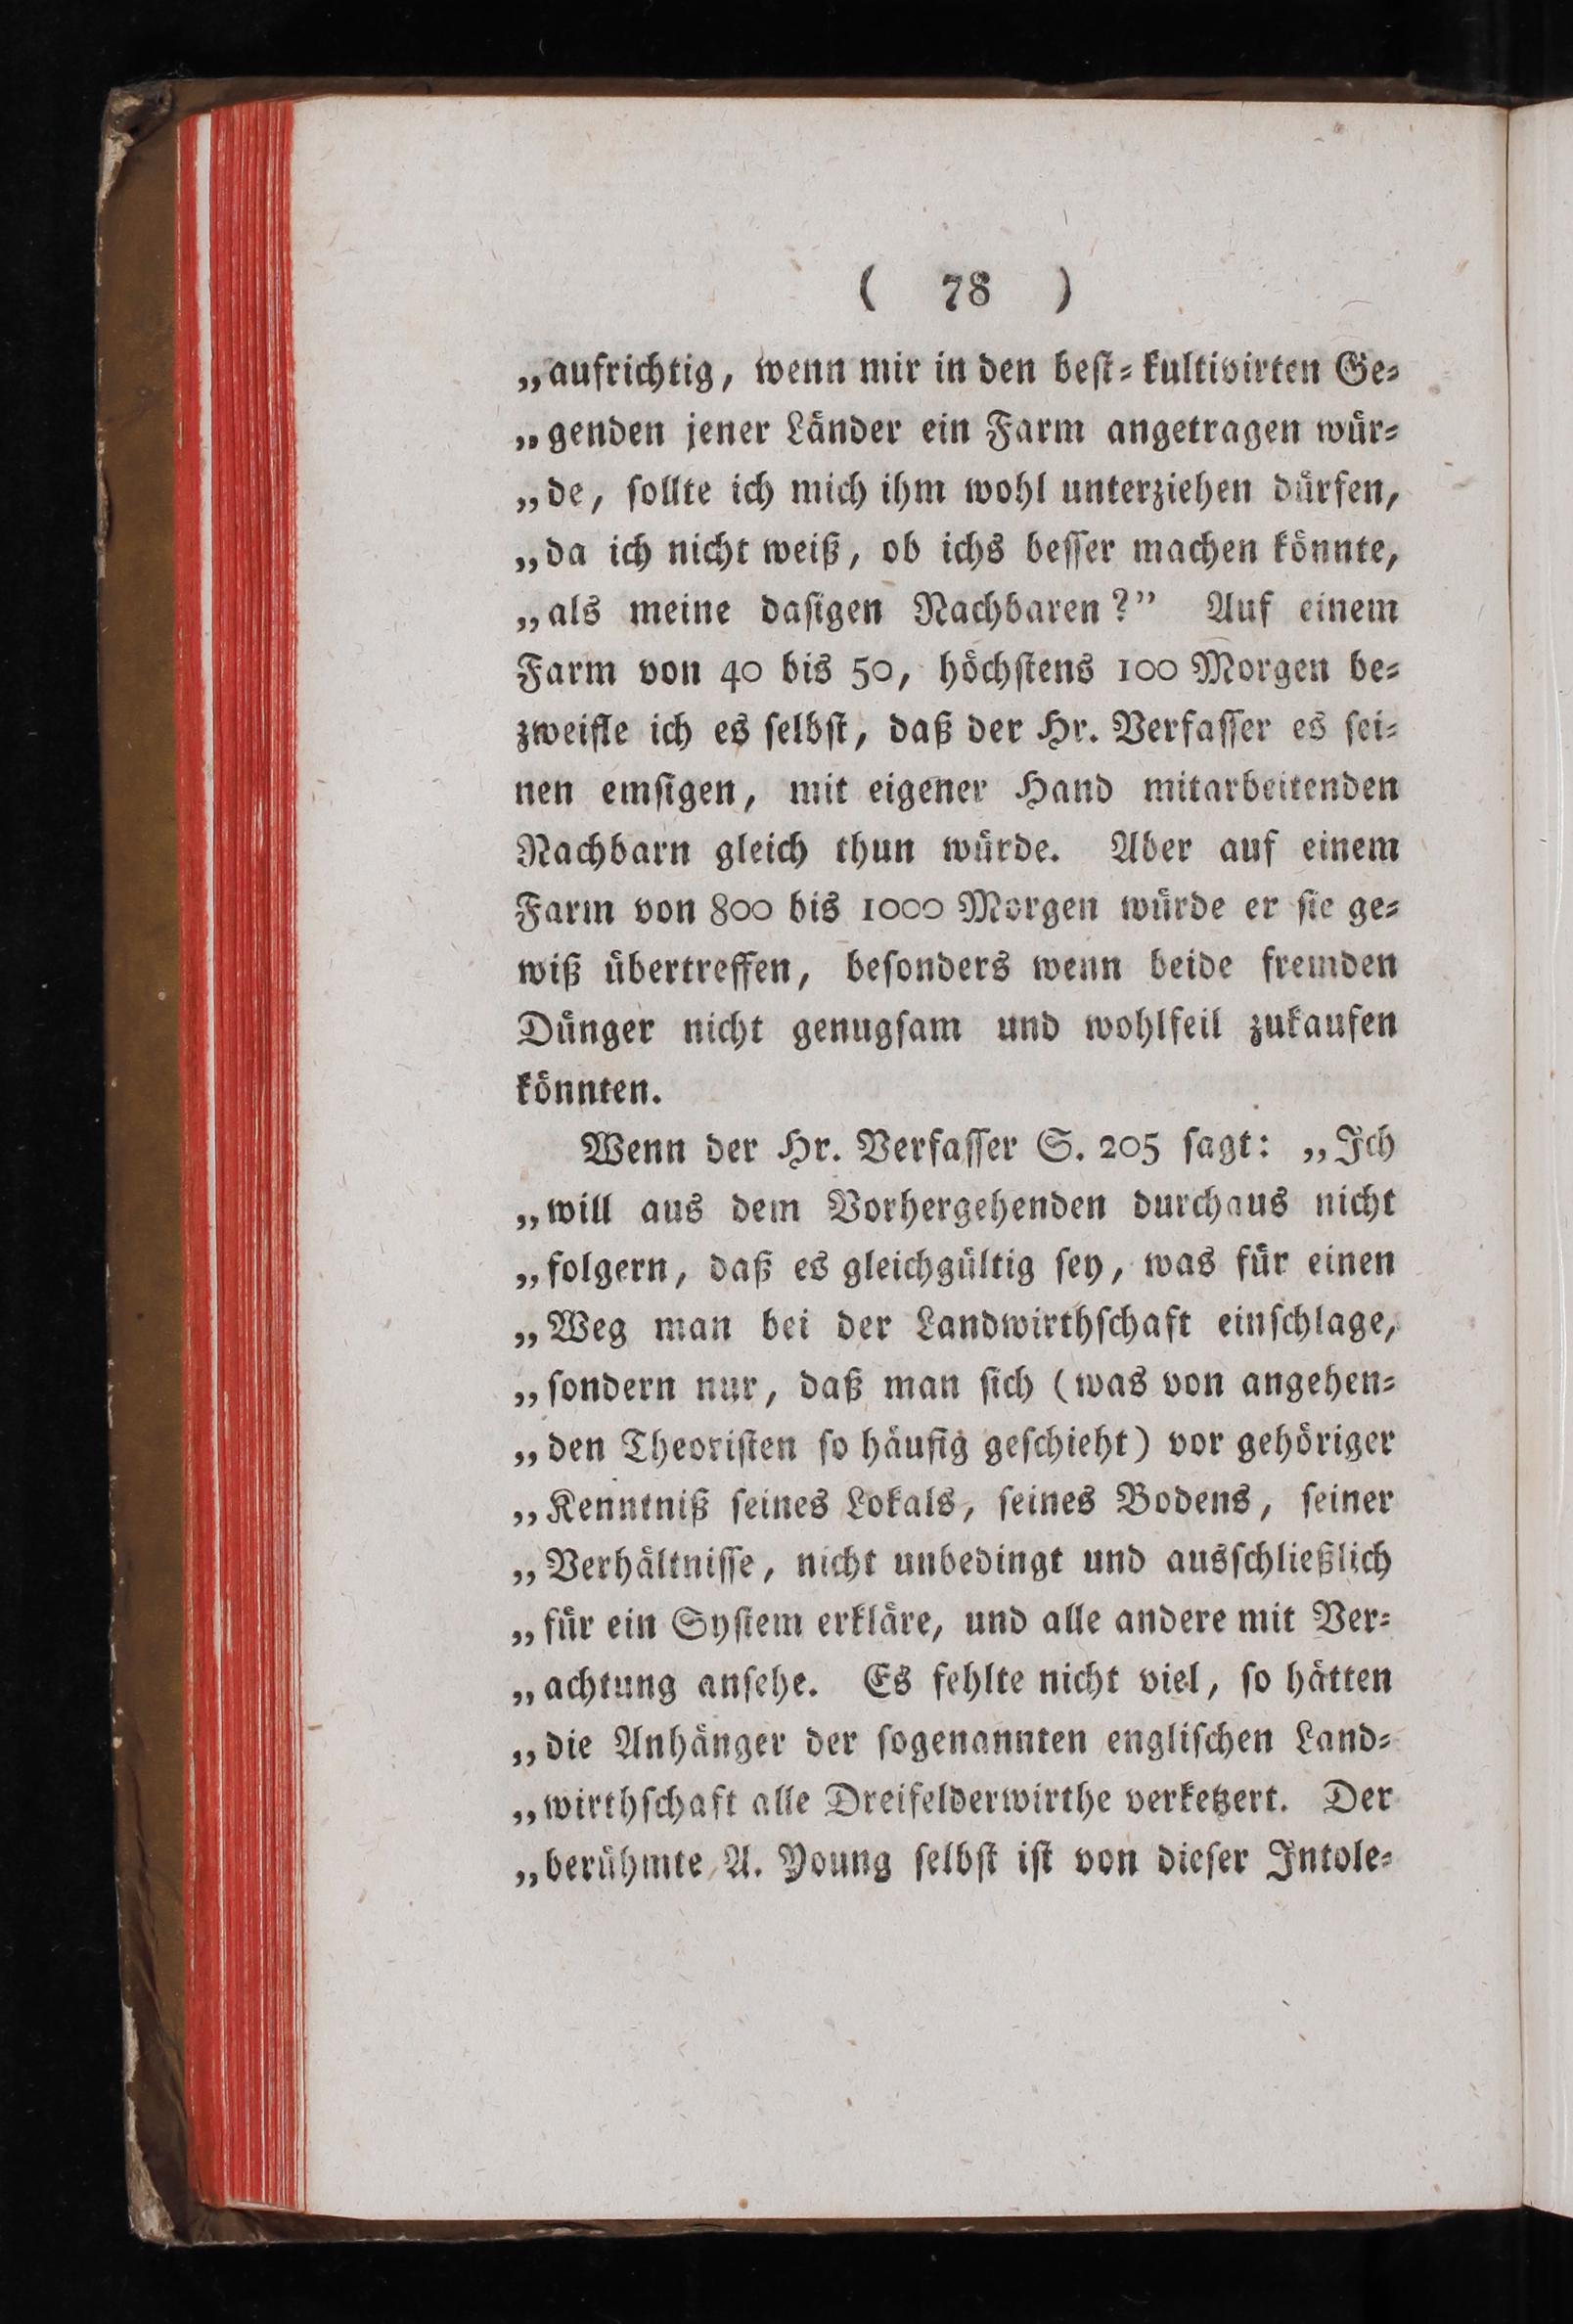 ( 78 )
„aufrichtig, wenn mir in den beſt⸗kultivirten Ge⸗
„genden jener Länder ein Farm angetragen wür⸗
„de, ſollte ich mich ihm wohl unterziehen dürfen,
„da ich nicht weiß, ob ichs beſſer machen könnte,
„als meine daſigen Nachbaren?” Auf einem
Farm von 40 bis 50, höchſtens 100 Morgen be⸗
zweifle ich es ſelbſt, daß der Hr. Verfaſſer es ſei⸗
nen emſigen, mit eigener Hand mitarbeitenden
Nachbarn gleich thun würde. Aber auf einem
Farm von 800 bis 1000 Morgen würde er ſie ge⸗
wiß übertreffen, beſonders wenn beide fremden
Dünger nicht genugſam und wohlfeil zukaufen
könnten.
Wenn der Hr. Verfaſſer S. 205 ſagt: „Ich
„will aus dem Vorhergehenden durchaus nicht
„folgern, daß es gleichgültig ſey, was für einen
„Weg man bei der Landwirthſchaft einſchlage,
„ſondern nur, daß man ſich (was von angehen⸗
„den Theoriſten ſo häufig geſchieht) vor gehöriger
„Kenntniß ſeines Lokals, ſeines Bodens, ſeiner
„Verhältniſſe, nicht unbedingt und ausſchließlich
„für ein Syſtem erkläre, und alle andere mit Ver⸗
„achtung anſehe. Es fehlte nicht viel, ſo hätten
„die Anhänger der ſogenannten engliſchen Land⸗
„wirthſchaft alle Dreifelderwirthe verketzert. Der
„berühmte A. Young ſelbſt iſt von dieſer Intole⸗